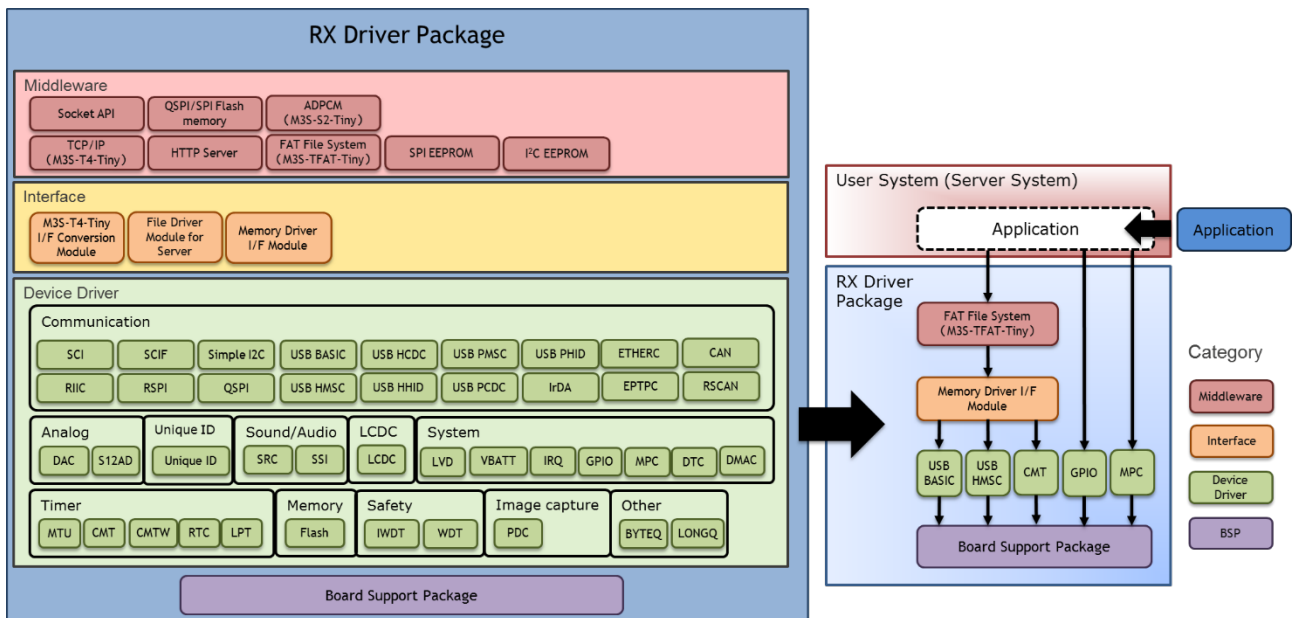 RX Driver Package
Middleware
Socket API
QSPI/SPI Flash
memory
ADPCM
(M3S-S2-Tiny)
TCP/IP
(M3S-T4-Tiny)
HTTP Server
FAT File System
(M3S-TFAT-Tiny)
SPI EEPROM
I²C EEPROM
Interface
M3S-T4-Tiny
I/F Conversion
Module
File Driver
Module for
Server
Memory Driver
I/F Module
Device Driver
Communication
SCI
SCIF
Simple I2C
USB BASIC
USB HCDC
USB PMSC
USB PHID
ETHERC
CAN
RIIC
RSPI
QSPI
USB HMSC
USB HHID
USB PCDC
IrDA
EPTPC
RSCAN
Analog
DAC
S12AD
Unique ID
Unique ID
Sound/Audio
SRC
SSI
LCDC
LCDC
System
LVD
VBATT
IRQ
GPIO
MPC
DTC
DMAC
Timer
MTU
CMT
CMTW
RTC
LPT
Memory
Flash
Safety
IWDT
WDT
Image capture
PDC
Other
BYTEQ
LONGQ
Board Support Package
User System (Server System)
Application
Application
RX Driver
Package
FAT File System
(M3S-TFAT-Tiny)
Memory Driver I/F
Module
USB
BASIC
USB
HMSC
CMT
GPIO
MPC
Board Support Package
Category
Middleware
Interface
Device
Driver
BSP